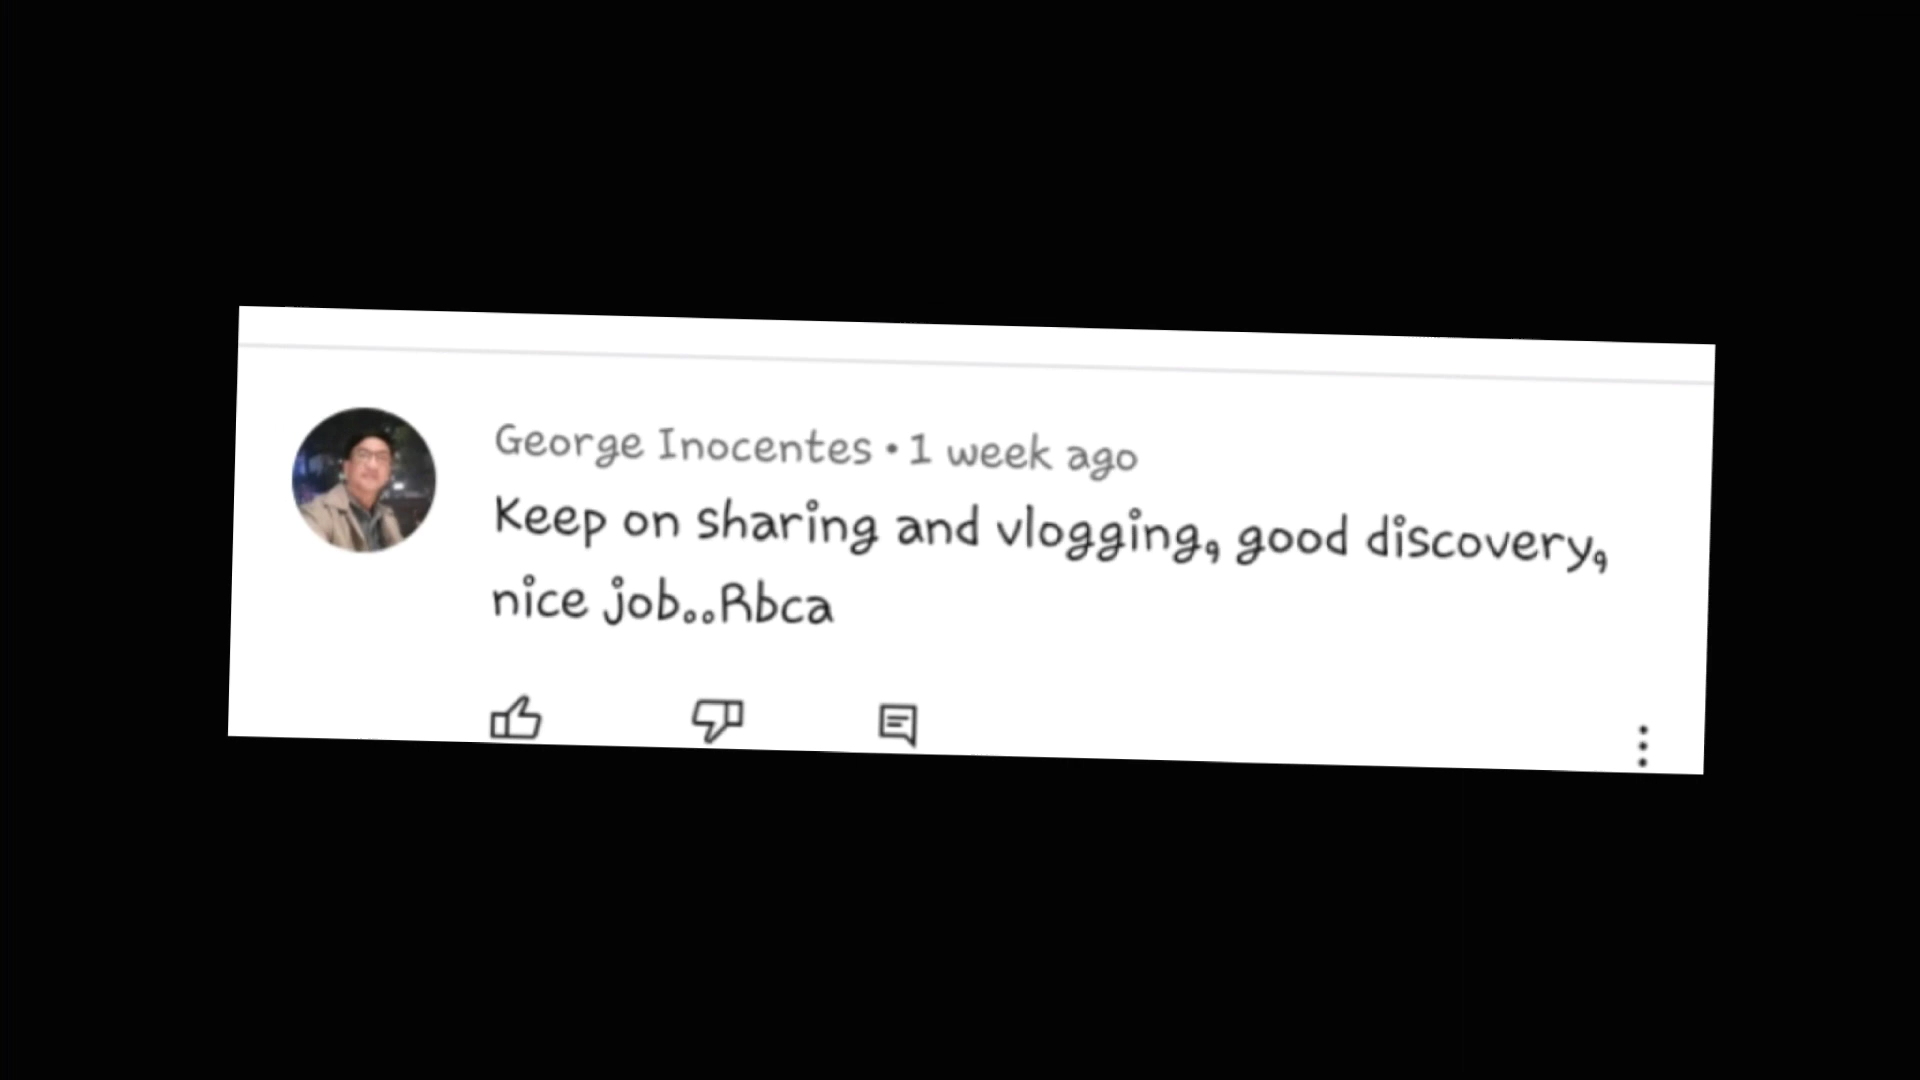 George Inocentes • 1 week ago
Keep on sharing and vlogging, good discovery,
nice job..Rbca